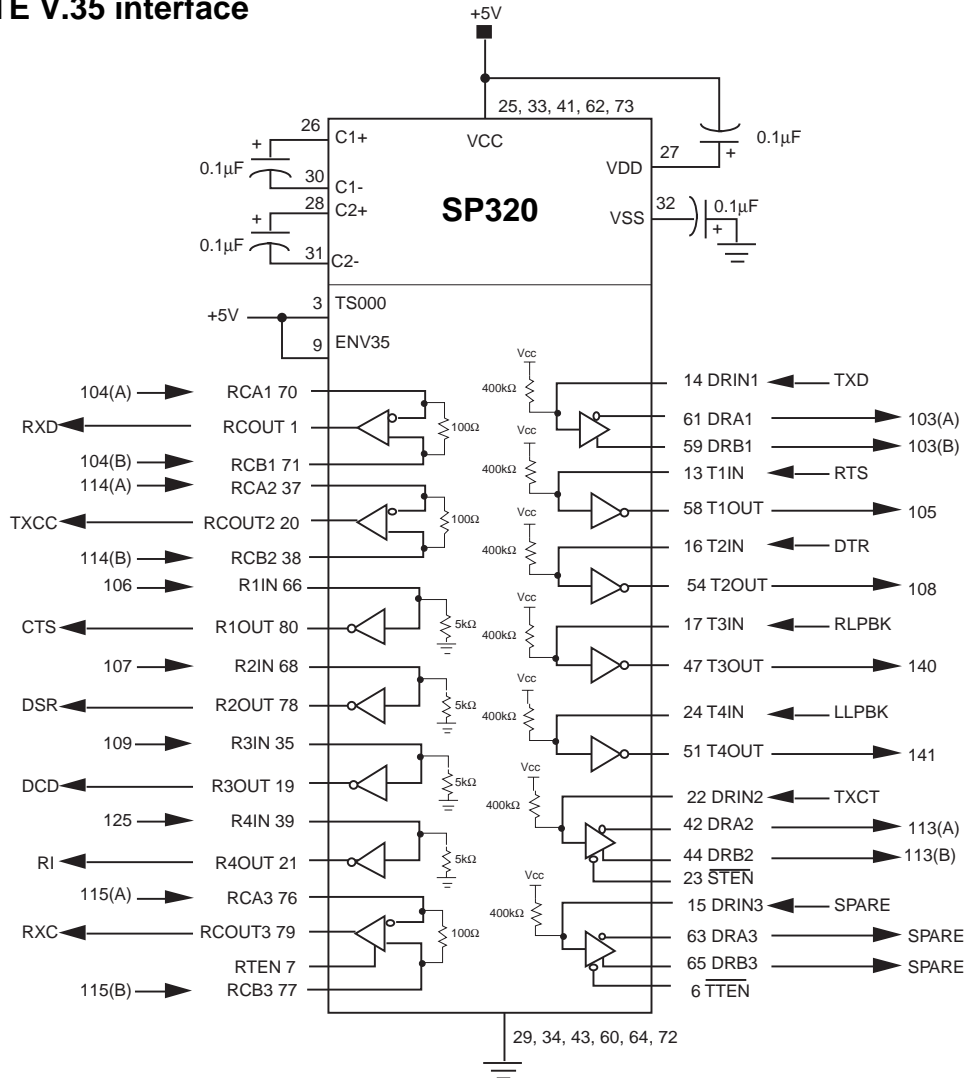 TE V.35 interface
+5V
25, 33, 41, 62, 73
26
C1+
VCC
+
0.1μF
27
VDD
+
0.1μF
30
C1-
28
C2+
SP320
32
VSS
0.1μF
+
+
0.1μF
31
C2-
3
TS000
+5V
9
ENV35
104(A)
RCA1 70
RXD
RCOUT 1
100Ω
104(B)
RCB1 71
114(A)
RCA2 37
TXCC
RCOUT2 20
100Ω
114(B)
RCB2 38
106
R1IN 66
CTS
R1OUT 80
5kΩ
107
R2IN 68
DSR
R2OUT 78
5kΩ
109
R3IN 35
DCD
R3OUT 19
5kΩ
125
R4IN 39
RI
R4OUT 21
5kΩ
115(A)
RCA3 76
RXC
RCOUT3 79
100Ω
RTEN 7
115(B)
RCB3 77
Vcc
400kΩ
14 DRIN1
TXD
61 DRA1
103(A)
59 DRB1
103(B)
Vcc
400kΩ
13 T1IN
RTS
58 T1OUT
105
Vcc
400kΩ
16 T2IN
DTR
54 T2OUT
108
Vcc
400kΩ
17 T3IN
RLPBK
47 T3OUT
140
Vcc
400kΩ
24 T4IN
LLPBK
51 T4OUT
141
Vcc
400kΩ
22 DRIN2
TXCT
42 DRA2
113(A)
44 DRB2
113(B)
23 STEN
Vcc
400kΩ
15 DRIN3
SPARE
63 DRA3
SPARE
65 DRB3
SPARE
6 TTEN
29, 34, 43, 60, 64, 72